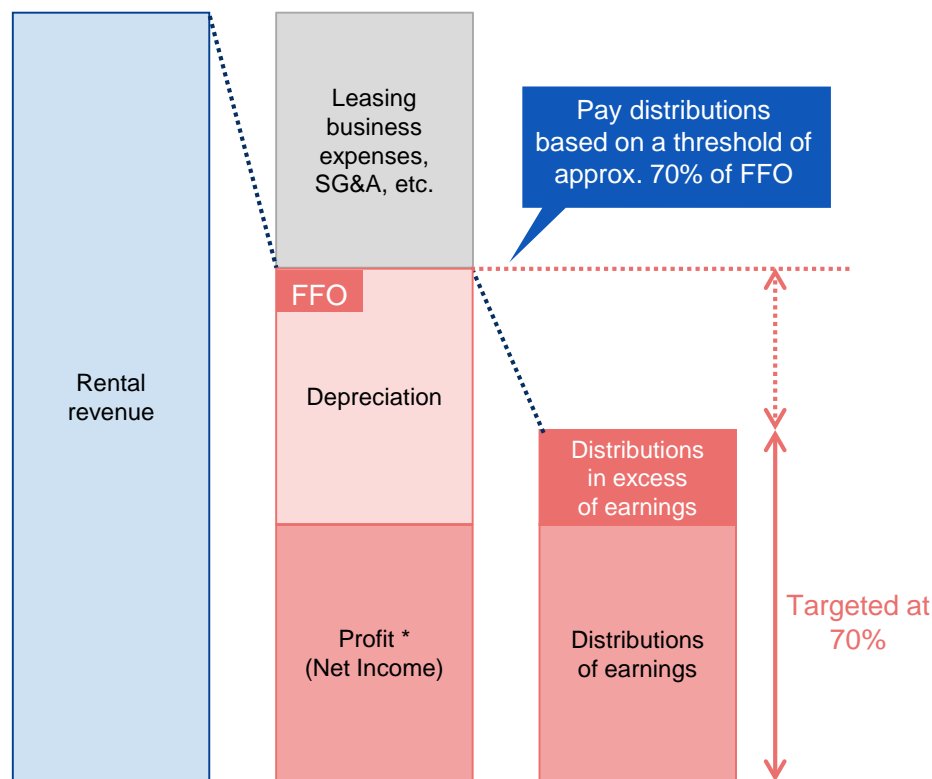 Rental
revenue
Leasing
business
expenses,
SG&A, etc.
FFO
Depreciation
Profit *
(Net Income)
Pay distributions
based on a threshold of
approx. 70% of FFO
Distributions
in excess
of earnings
Distributions
of earnings
Targeted at
70%